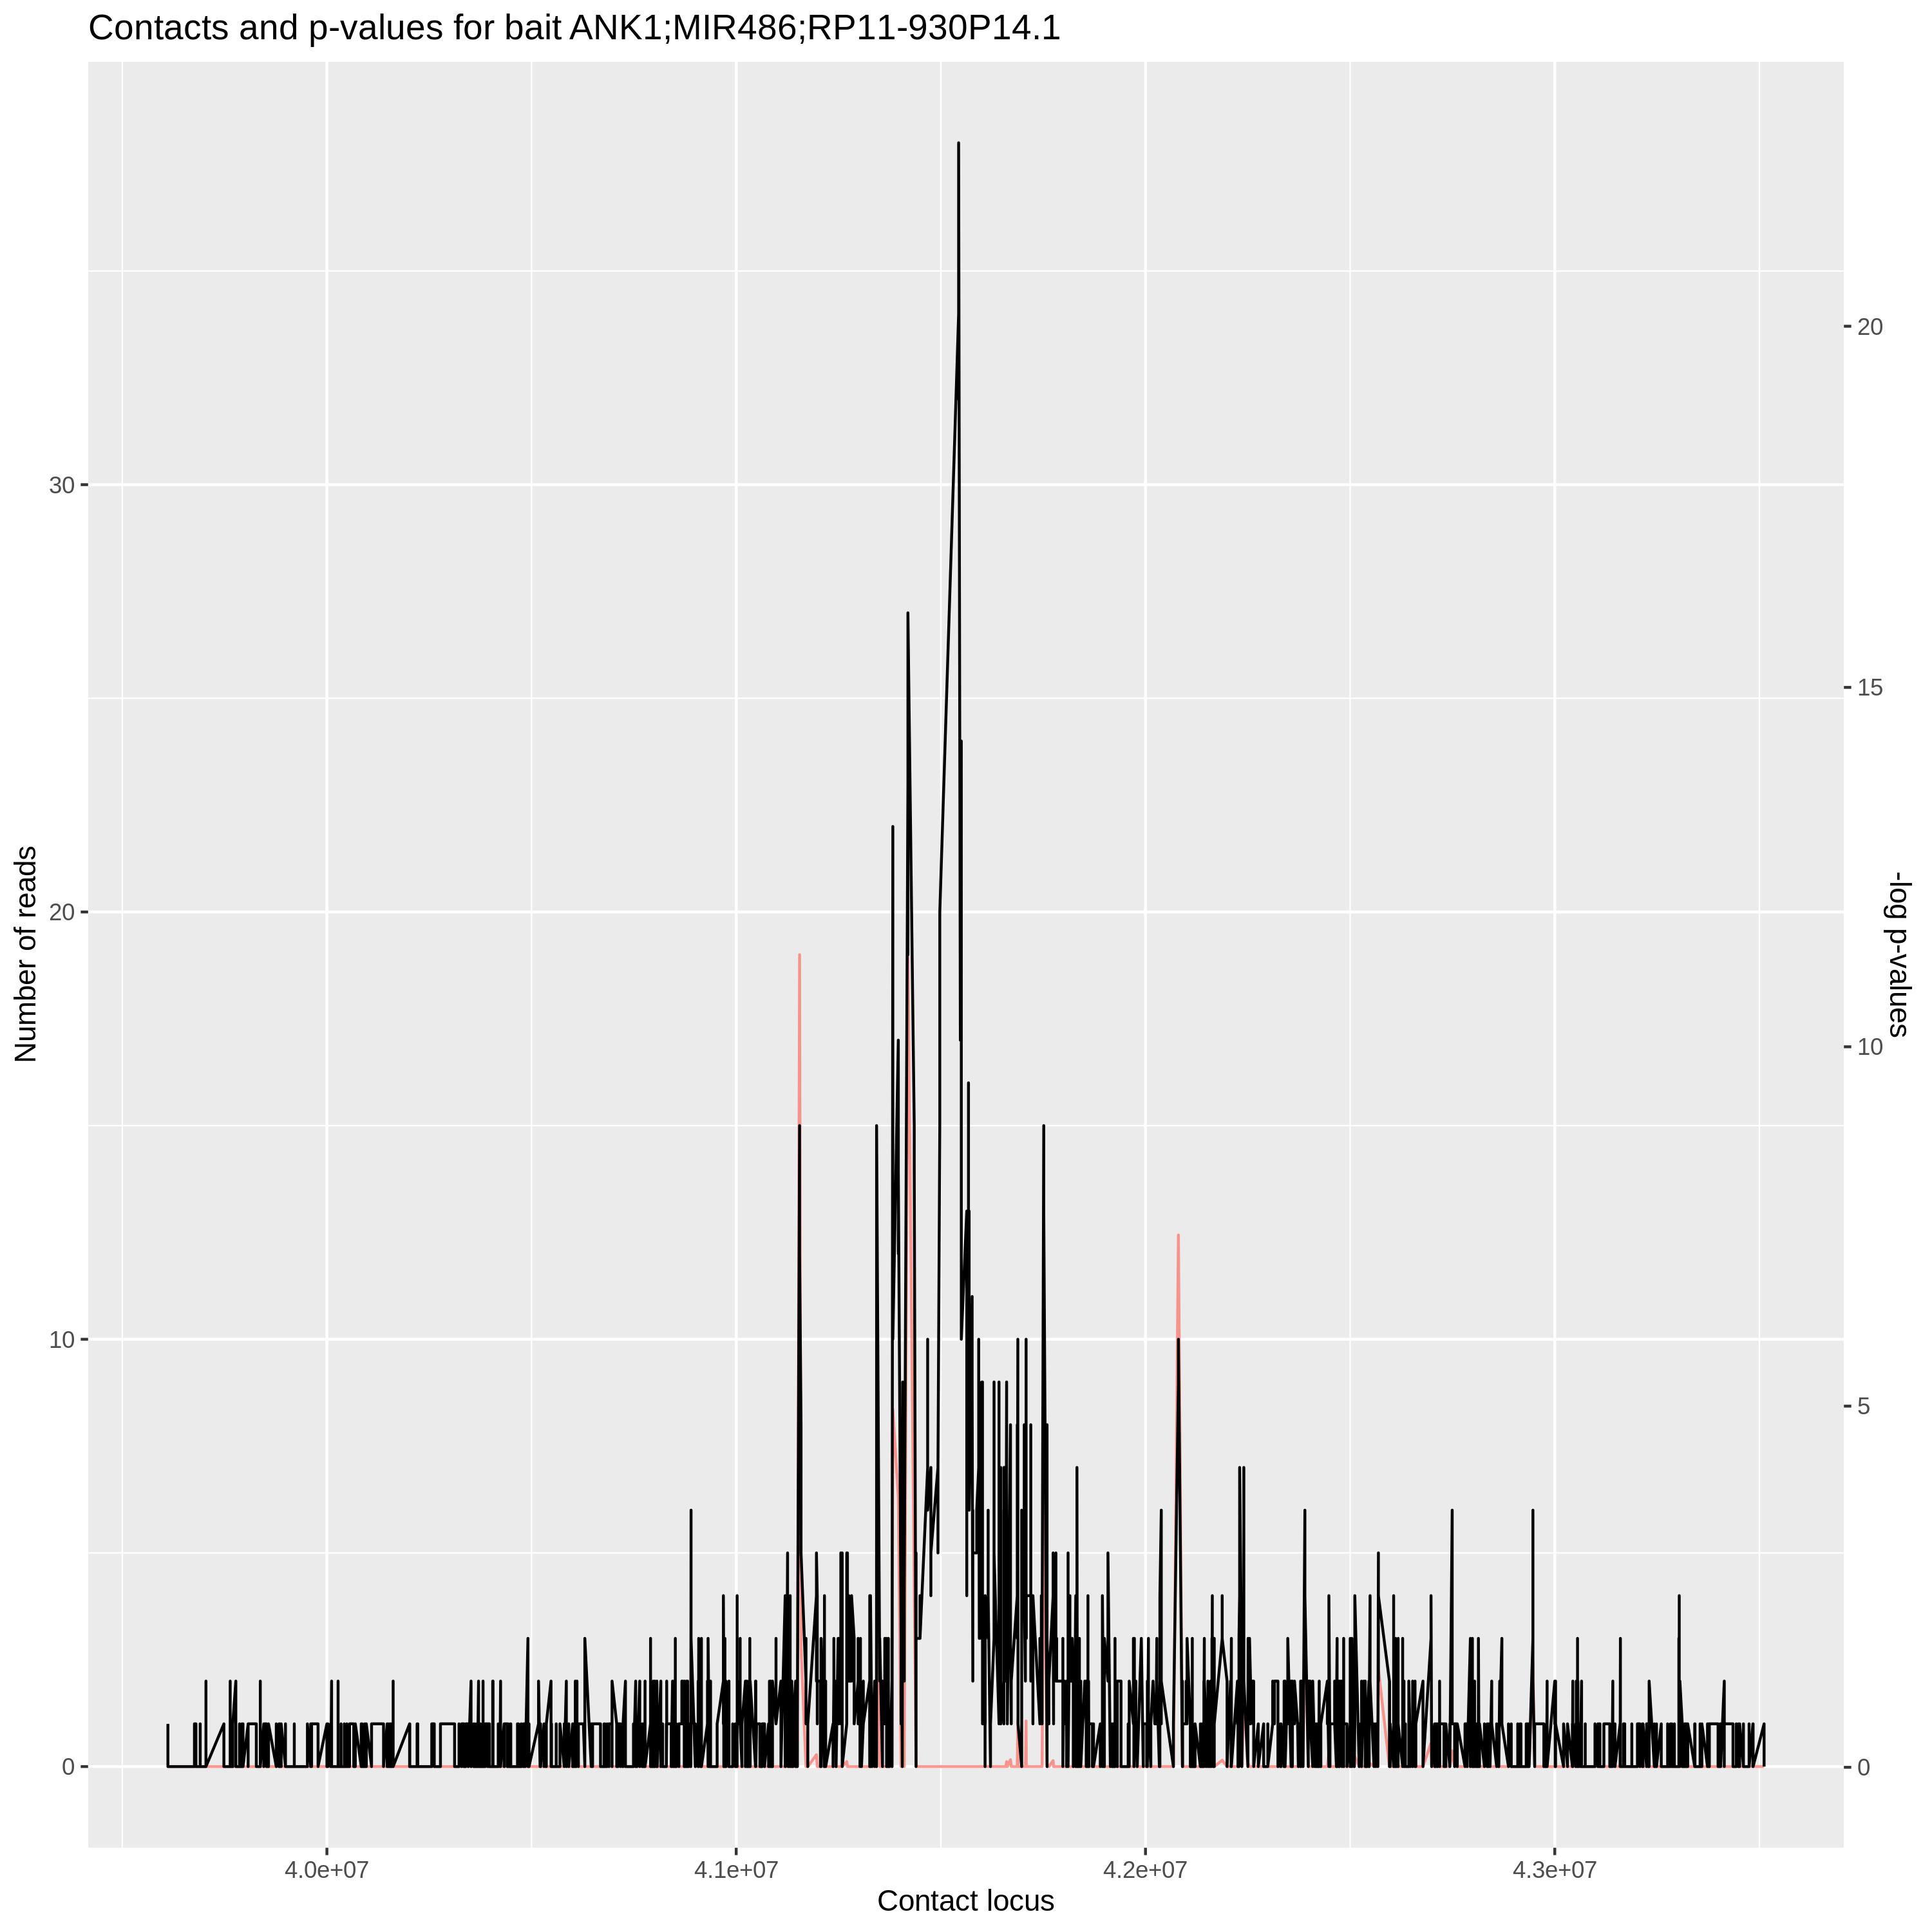 Contacts and p-values for bait ANK1;MIR486;RP11-930P14.1
Number of reads
30
20
10
0
20
15
10
5
0
-log p-values
4.0e+07
4.1e+07
4.2e+07
4.3e+07
Contact locus